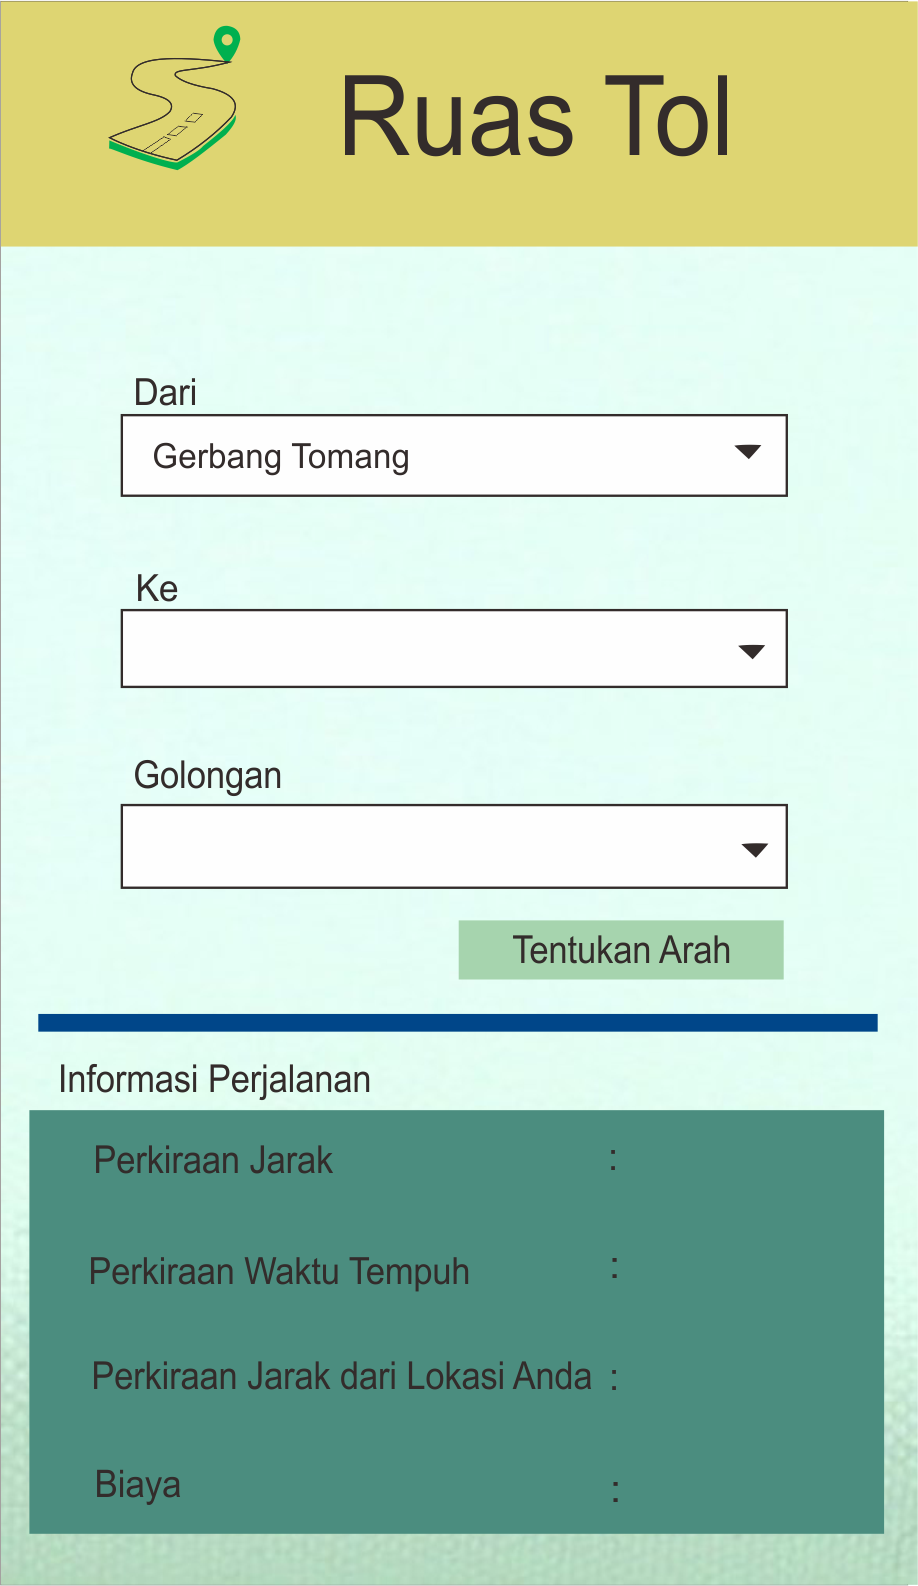 Ruas Tol
Dari
Gerbang Tomang
Ke
Golongan
Tentukan Arah
Informasi Perjalanan
Perkiraan Jarak :
Perkiraan Waktu Tempuh :
Perkiraan Jarak dari Lokasi Anda :
Biaya :